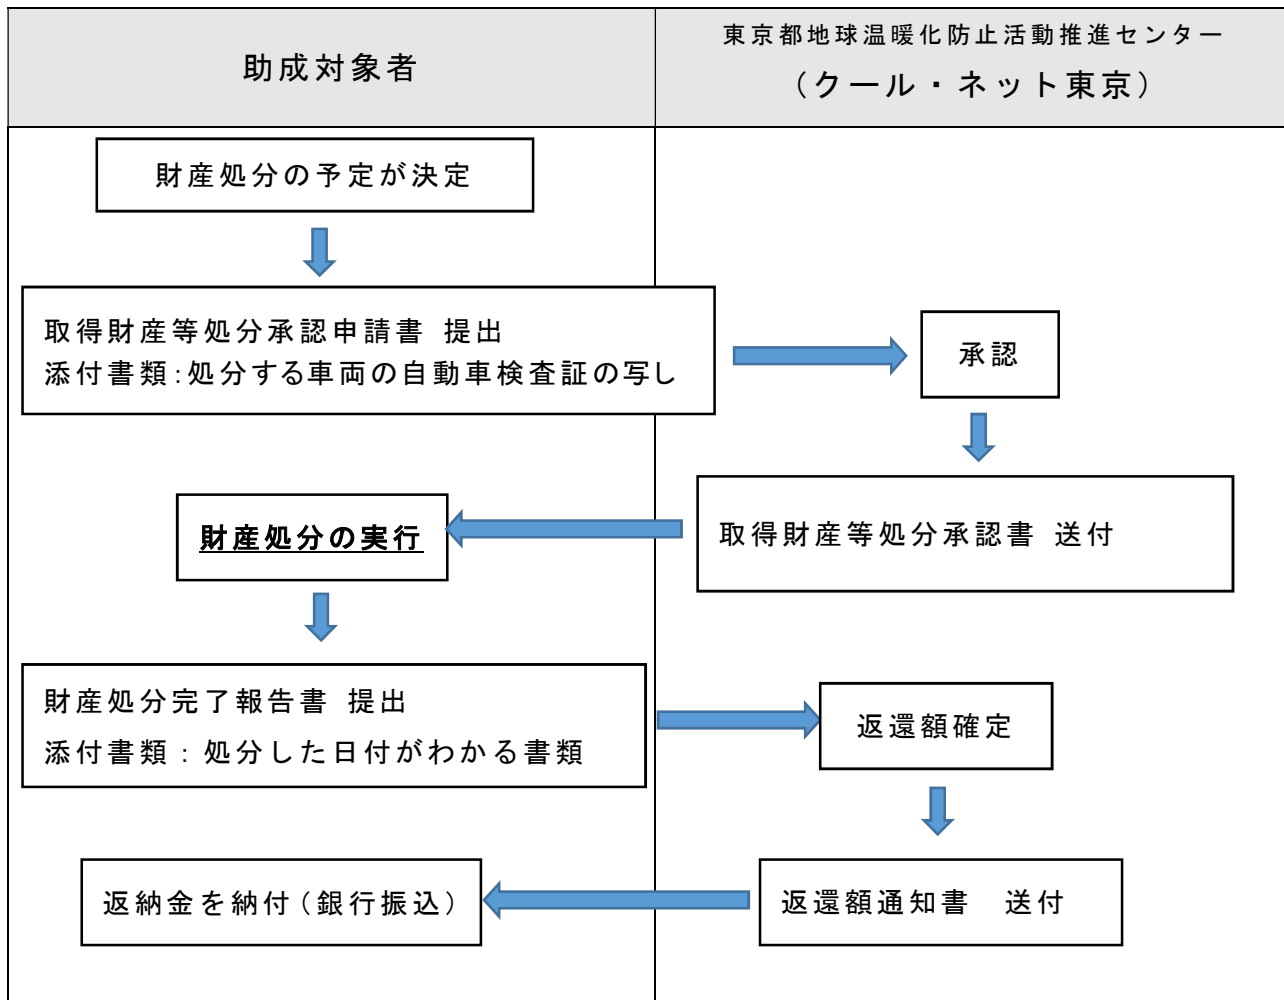 助成対象者
東京都地球温暖化防止活動推進センター
（クール・ネット東京）
財産処分の予定が決定
取得財産等処分承認申請書 提出
添付書類：処分する車両の自動車検査証の写し
承認
取得財産等処分承認書 送付
財産処分の実行
財産処分完了報告書 提出
添付書類：処分した日付がわかる書類
返還額確定
返還額通知書　送付
返納金を納付（銀行振込）